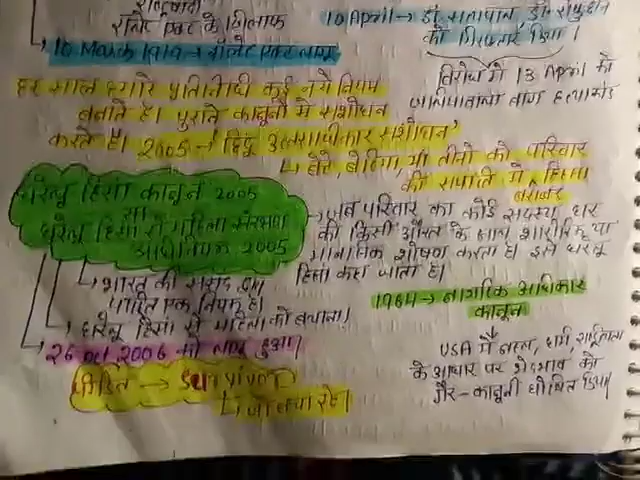 रॉलेट एक्ट के खिलाफ
10 March 1919 → रॉलेट एक्ट लागू
10 April → डॉ. सत्यपाल, डॉ.
को गिरफ्तार किया।
विरोध में 13 April को
जलियांवाला बाग हत्याकांड
हर साल हमारे प्रतिनिधि कई नये नियम
बनाते है। पुराने कानूनों में संशोधन
करते है। 2005 → हिंदू उत्तराधिकार संशोधन
बेटे, बेटियां, माँ तीनों को परिवार
की संपत्ति में हिस्सा
बराबर
घरेलू हिंसा कानून 2005
या
घरेलू हिंसा से महिला संरक्षण
अधिनियम 2005
जब परिवार का कोई सदस्य घर
की किसी औरत के साथ शारीरिक या
मानसिक शोषण करता है। इसे घरेलू
हिंसा कहा जाता है।
भारत की संसद द्वारा
पारित एक नियम है।
घरेलू हिंसा से महिला को बचाना।
26 oct 2006 को लागू हुआ।
पीड़ित → Survivor
जो बचा रहे।
1964 → नागरिक अधिकार
कानून
USA में नस्ल, धर्म, राष्ट्रीयता
के आधार पर भेदभाव को
गैर-कानूनी घोषित किया।